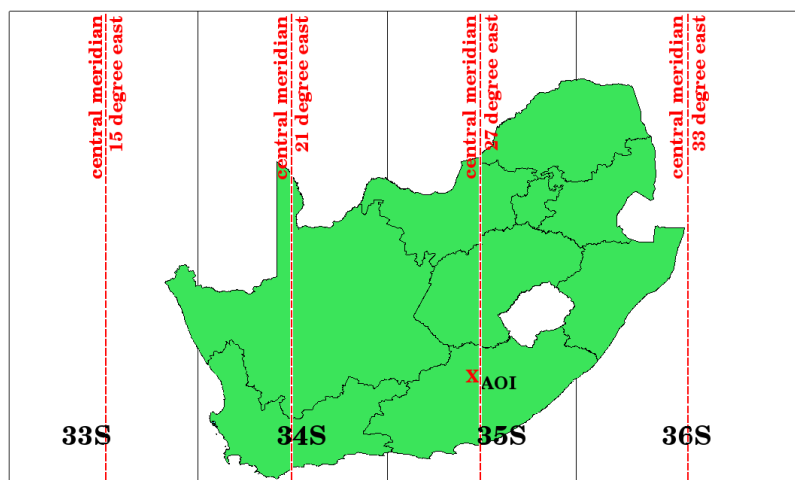 central meridian
15 degree east
central meridian
21 degree east
central meridian
27 degree east
central meridian
33 degree east
X
AOI
33S
34S
35S
36S